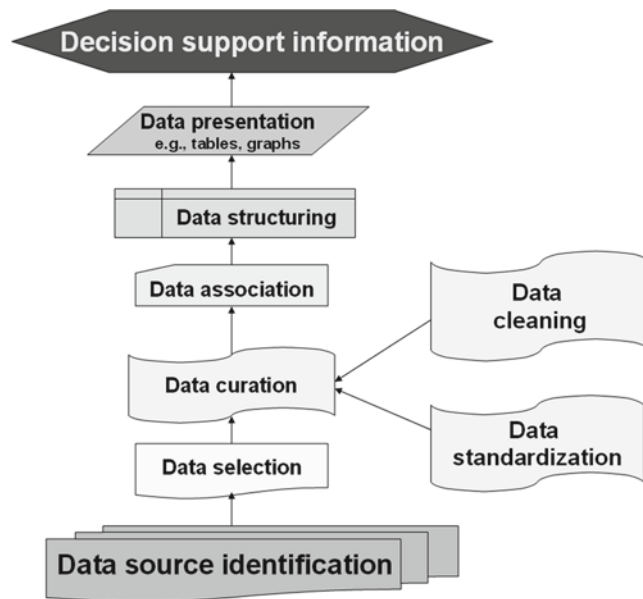 Decision support information
Data presentation
e.g., tables, graphs
Data structuring
Data association
Data
cleaning
Data curation
Data
standardization
Data selection
Data source identification